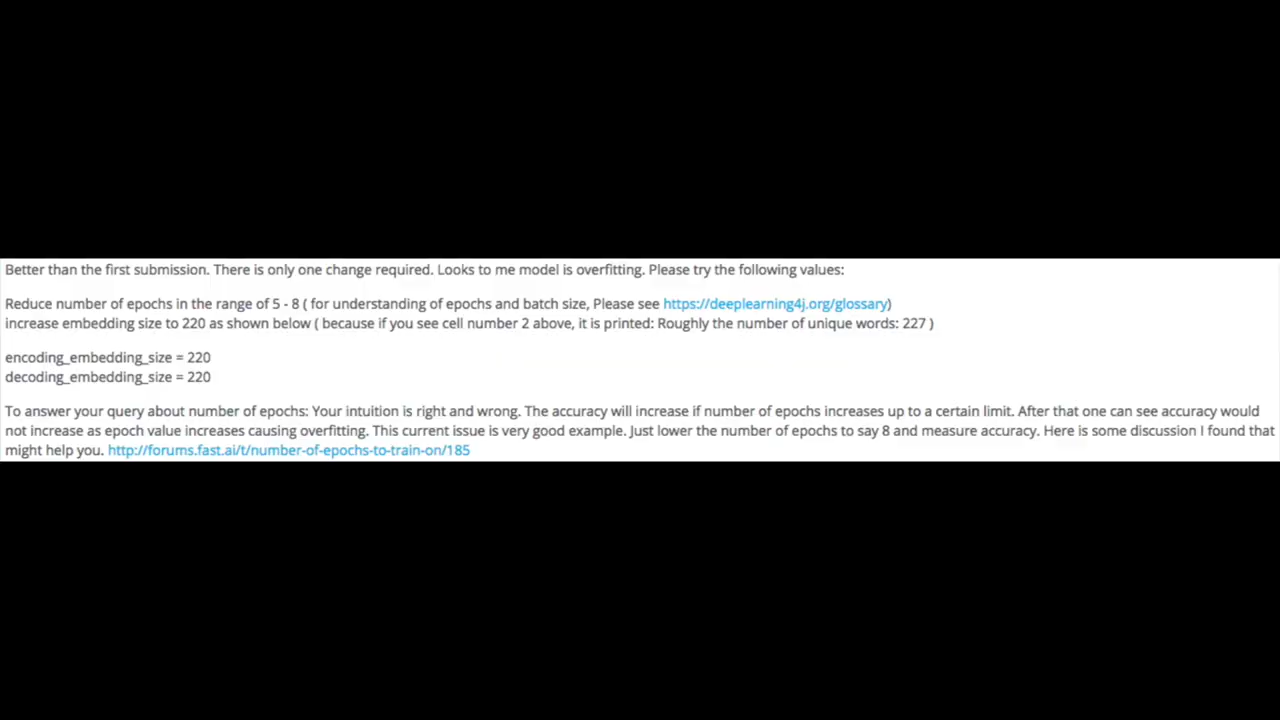 Better than the first submission. There is only one change required. Looks to me model is overfitting. Please try the following values:
Reduce number of epochs in the range of 5 - 8 ( for understanding of epochs and batch size, Please see https://deeplearning4j.org/glossary)
increase embedding size to 220 as shown below ( because if you see cell number 2 above, it is printed: Roughly the number of unique words: 227 )
encoding_embedding_size = 220
decoding_embedding_size = 220
To answer your query about number of epochs: Your intuition is right and wrong. The accuracy will increase if number of epochs increases up to a certain limit. After that one can see accuracy would
not increase as epoch value increases causing overfitting. This current issue is very good example. Just lower the number of epochs to say 8 and measure accuracy. Here is some discussion I found that
might help you. http://forums.fast.ai/t/number-of-epochs-to-train-on/185